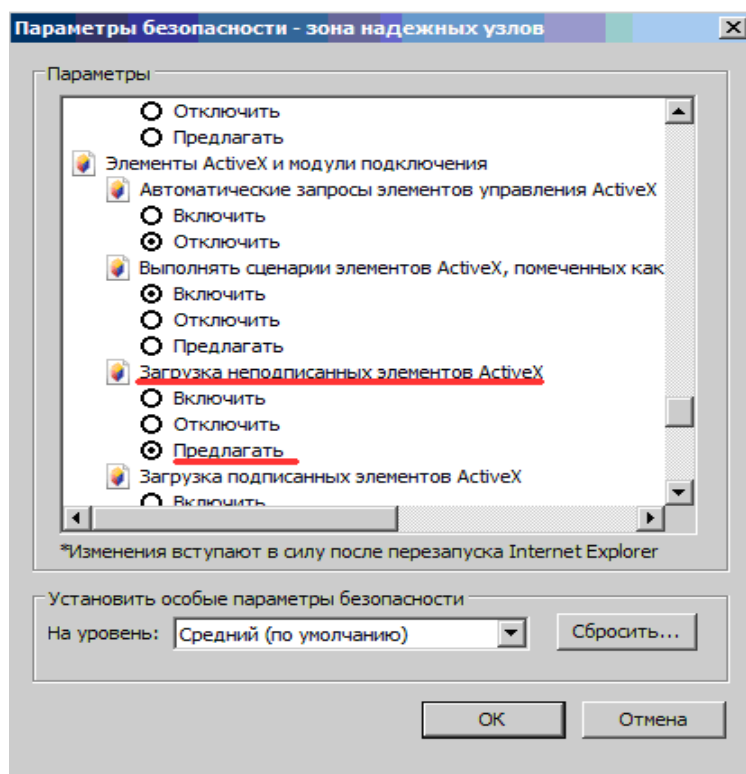 Параметры безопасности - зона надежных узлов
Параметры
Отключить
Предлагать
Элементы ActiveX и модули подключения
Автоматические запросы элементов управления ActiveX
Включить
Отключить
Выполнять сценарии элементов ActiveX, помеченных как
Включить
Отключить
Предлагать
Загрузка неподписанных элементов ActiveX
Включить
Отключить
Предлагать
Загрузка подписанных элементов ActiveX
Включить
*Изменения вступают в силу после перезапуска Internet Explorer
Установить особые параметры безопасности
На уровень: Средний (по умолчанию) Сбросить...
ОК Отмена